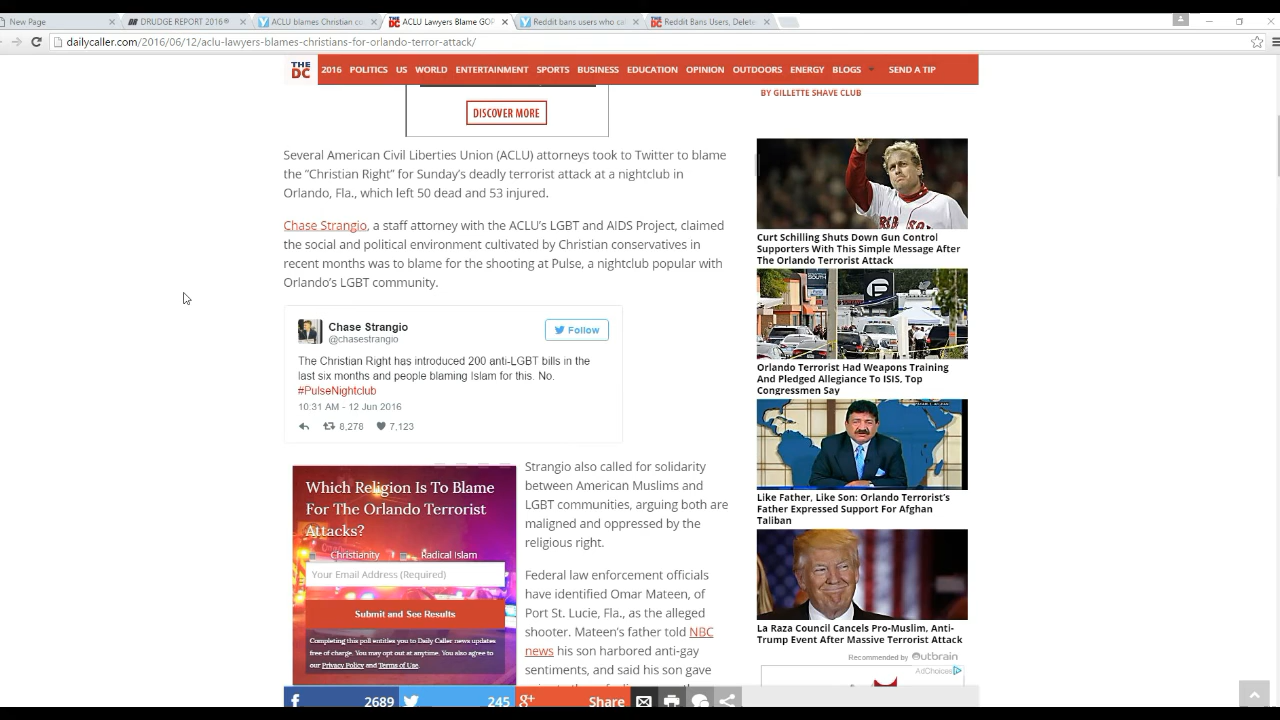 New Page
DRUDGE REPORT 2016®
ACLU blames Christian co
ACLU Lawyers Blame GOP
Reddit bans users who cal
Reddit Bans Users, Delete
dailycaller.com/2016/06/12/aclu-lawyers-blames-christians-for-orlando-terror-attack/
THE DC
2016 POLITICS US WORLD ENTERTAINMENT SPORTS BUSINESS EDUCATION OPINION OUTDOORS ENERGY BLOGS SEND A TIP
DISCOVER MORE
Several American Civil Liberties Union (ACLU) attorneys took to Twitter to blame
the “Christian Right” for Sunday’s deadly terrorist attack at a nightclub in
Orlando, Fla., which left 50 dead and 53 injured.
Chase Strangio, a staff attorney with the ACLU’s LGBT and AIDS Project, claimed
the social and political environment cultivated by Christian conservatives in
recent months was to blame for the shooting at Pulse, a nightclub popular with
Orlando’s LGBT community.
Chase Strangio
@chasestrangio
Follow
The Christian Right has introduced 200 anti-LGBT bills in the
last six months and people blaming Islam for this. No.
#PulseNightclub
10:31 AM - 12 Jun 2016
8,278 7,123
Which Religion Is To Blame
For The Orlando Terrorist
Attacks?
Christianity Radical Islam
Your Email Address (Required)
Submit and See Results
Completing this poll entitles you to Daily Caller news updates
free of charge. You may opt out at anytime. You also agree to
our Privacy Policy and Terms of Use.
Strangio also called for solidarity
between American Muslims and
LGBT communities, arguing both are
maligned and oppressed by the
religious right.
Federal law enforcement officials
have identified Omar Mateen, of
Port St. Lucie, Fla., as the alleged
shooter. Mateen’s father told NBC
news his son harbored anti-gay
sentiments, and said his son gave
2689
245
Share
BY GILLETTE SHAVE CLUB
Curt Schilling Shuts Down Gun Control
Supporters With This Simple Message After
The Orlando Terrorist Attack
Orlando Terrorist Had Weapons Training
And Pledged Allegiance To ISIS, Top
Congressmen Say
Like Father, Like Son: Orlando Terrorist’s
Father Expressed Support For Afghan
Taliban
La Raza Council Cancels Pro-Muslim, Anti-
Trump Event After Massive Terrorist Attack
Recommended by Outbrain
AdChoices